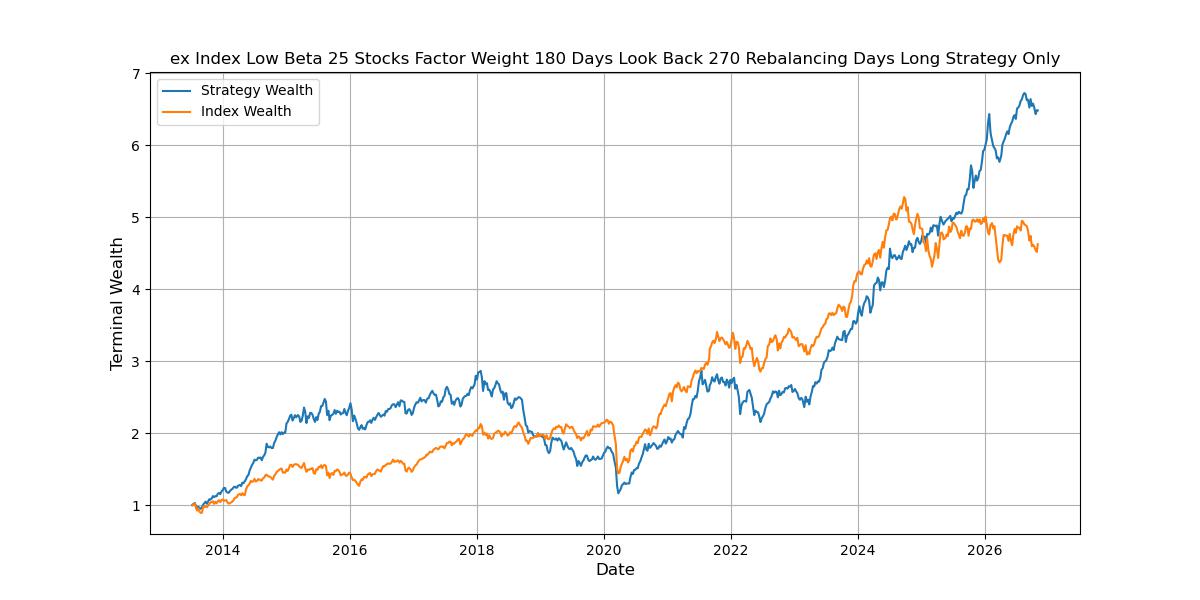 ex Index Low Beta 25 Stocks Factor Weight 180 Days Look Back 270 Rebalancing Days Long Strategy Only
Strategy Wealth
Index Wealth
Terminal Wealth
7
6
5
4
3
2
1
2014 2016 2018 2020 2022 2024 2026
Date